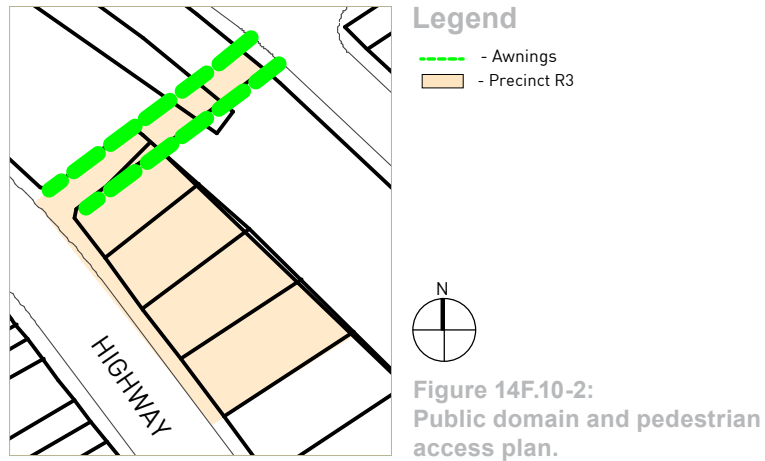 Legend
- Awnings
- Precinct R3
N
HIGHWAY
Figure 14F.10-2:
Public domain and pedestrian
access plan.